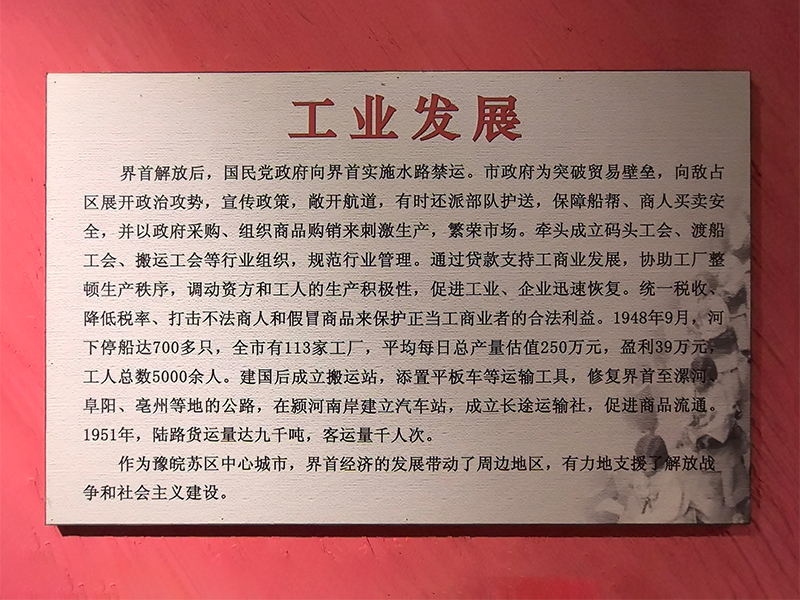 工业发展
界首解放后，国民党政府向界首实施水路禁运。市政府为突破贸易壁垒，向敌占
区展开政治攻势，宣传政策，敞开航道，有时还派部队护送，保障船帮、商人买卖安
全，并以政府采购、组织商品购销来刺激生产，繁荣市场。牵头成立码头工会、渡船
工会、搬运工会等行业组织，规范行业管理。通过贷款支持工商业发展，协助工厂整
顿生产秩序，调动资方和工人的生产积极性，促进工业、企业迅速恢复。统一税收、
降低税率、打击不法商人和假冒商品来保护正当工商业者的合法利益。1948年9月，河
下停船达700多只，全市有113家工厂，平均每日总产量估值250万元，盈利39万元，
工人总数5000余人。建国后成立搬运站，添置平板车等运输工具，修复界首至漯河、
阜阳、亳州等地的公路，在颍河南岸建立汽车站，成立长途运输社，促进商品流通。
1951年，陆路货运量达九千吨，客运量千人次。
作为豫皖苏区中心城市，界首经济的发展带动了周边地区，有力地支援了解放战
争和社会主义建设。